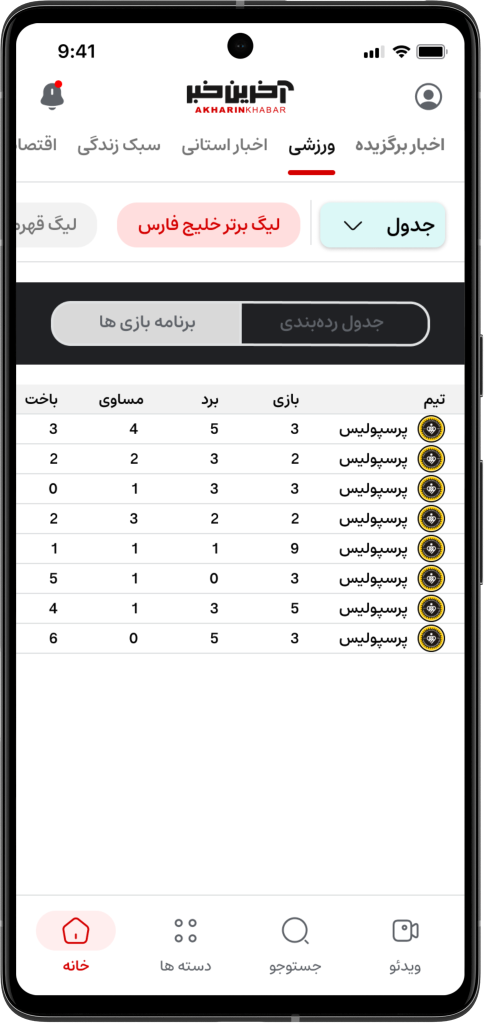 9:41
آخرین خبر
AKHARINKHABAR
اخبار برگزیده ورزشی اخبار استانی سبک زندگی اقتصا
جدول لیگ برتر خلیج فارس لیگ قهرم
جدول رده‌بندی برنامه بازی ها
تیم بازی برد مساوی باخت
پرسپولیس 3 5 4 3
پرسپولیس 2 3 2 2
پرسپولیس 3 3 1 0
پرسپولیس 2 2 3 2
پرسپولیس 9 1 1 1
پرسپولیس 3 0 1 5
پرسپولیس 5 3 1 4
پرسپولیس 3 5 0 6
ویدئو جستوجو دسته ها خانه